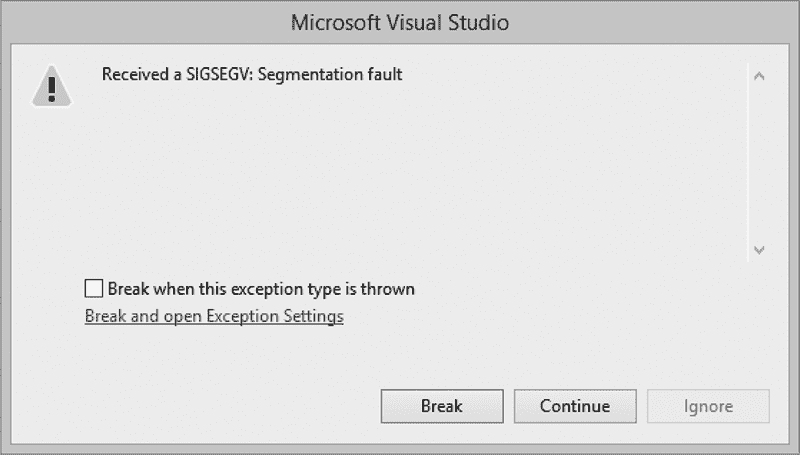 Microsoft Visual Studio
Received a SIGSEGV: Segmentation fault
Break when this exception type is thrown
Break and open Exception Settings
Break Continue Ignore